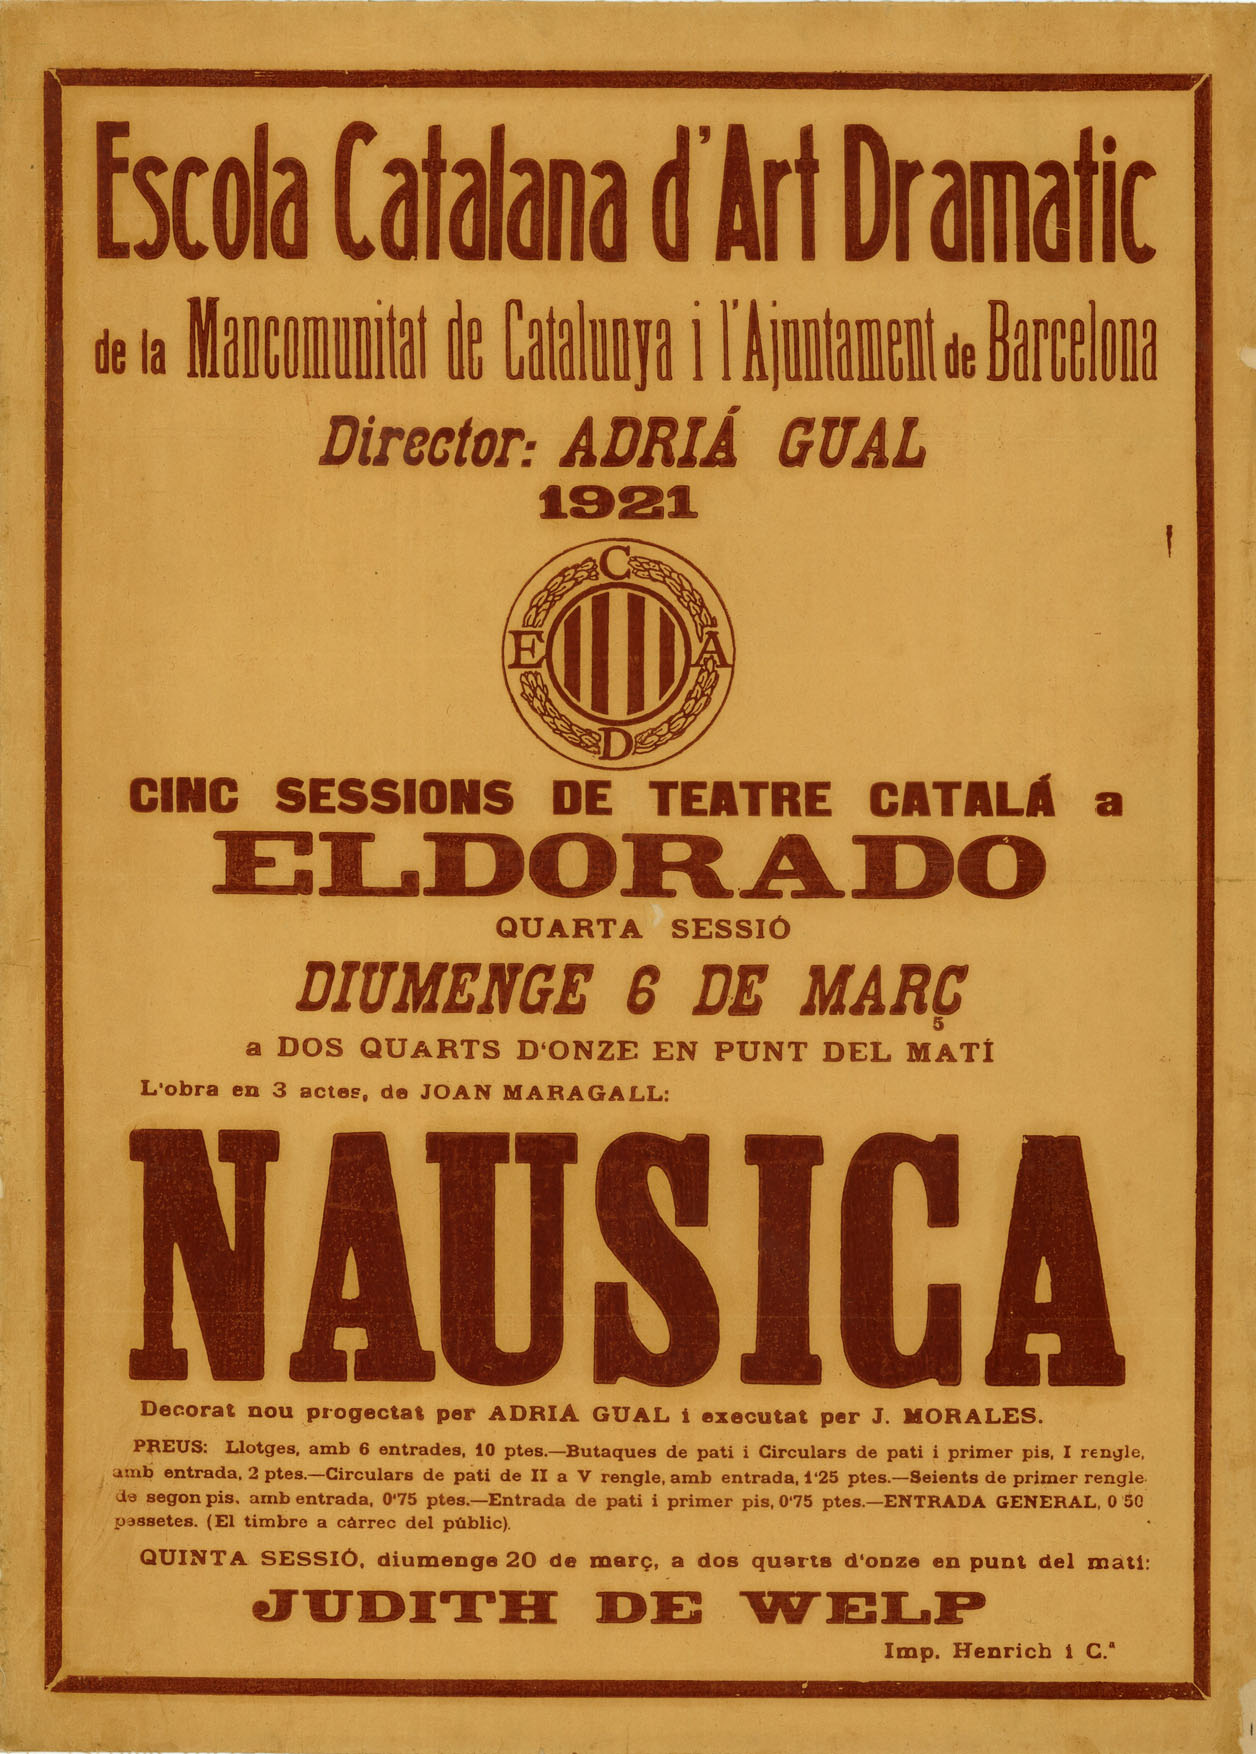 Escola Catalana d'Art Dramatic
de la Mancomunitat de Catalunya i l'Ajuntament de Barcelona
Director: ADRIÁ GUAL
1921
C
E A
D
CINC SESSIONS DE TEATRE CATALÁ a
ELDORADO
QUARTA SESSIÓ
DIUMENGE 6 DE MARÇ
a DOS QUARTS D'ONZE EN PUNT DEL MATÍ
L'obra en 3 actes, de JOAN MARAGALL:
NAUSICA
Decorat nou progectat per ADRIÁ GUAL i executat per J. MORALES.
PREUS: Llotges, amb 6 entrades, 10 ptes.—Butaques de pati i Circulars de pati i primer pis, I rengle,
amb entrada, 2 ptes.—Circulars de pati de II a V rengle, amb entrada, 1'25 ptes.—Seients de primer rengle
de segon pis, amb entrada, 0'75 ptes.—Entrada de pati i primer pis, 0'75 ptes.—ENTRADA GENERAL, 0 50
pessetes. (El timbre a càrrec del públic).
QUINTA SESSIÓ, diumenge 20 de març, a dos quarts d'onze en punt del matí:
JUDITH DE WELP
Imp. Henrich i C.ª